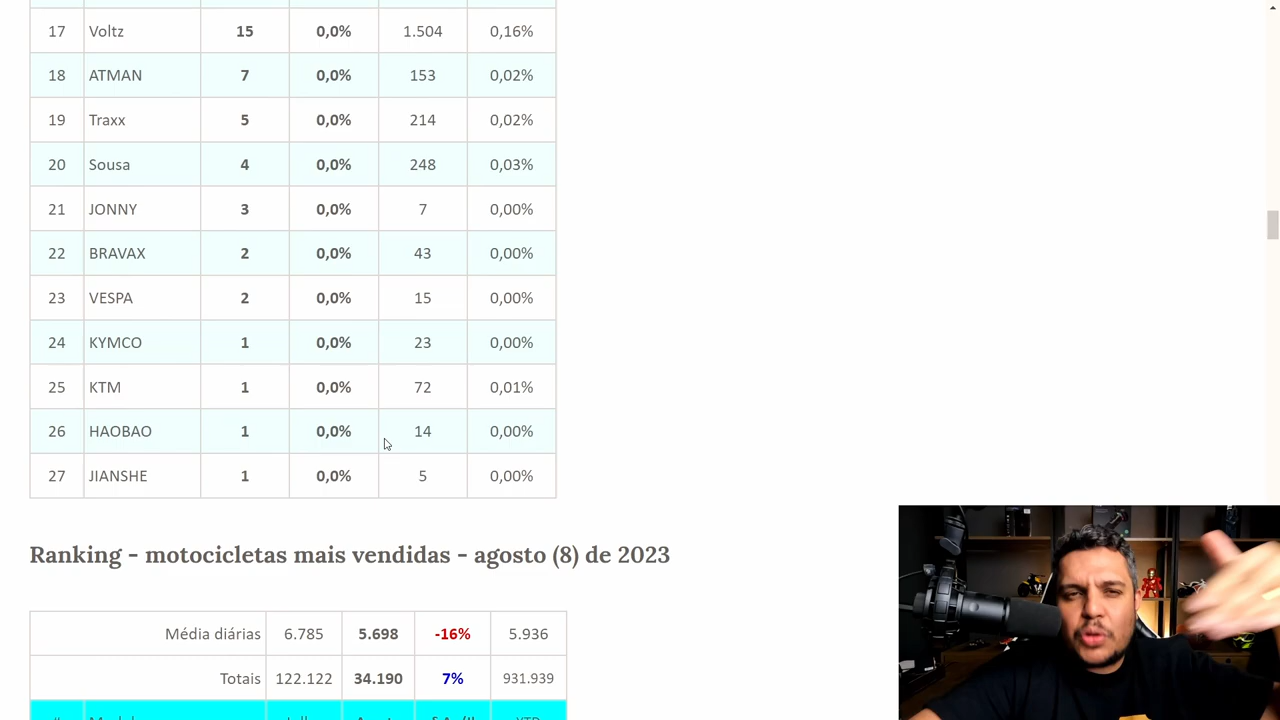 17 Voltz 15 0,0% 1.504 0,16%
18 ATMAN 7 0,0% 153 0,02%
19 Traxx 5 0,0% 214 0,02%
20 Sousa 4 0,0% 248 0,03%
21 JONNY 3 0,0% 7 0,00%
22 BRAVAX 2 0,0% 43 0,00%
23 VESPA 2 0,0% 15 0,00%
24 KYMCO 1 0,0% 23 0,00%
25 KTM 1 0,0% 72 0,01%
26 HAOBAO 1 0,0% 14 0,00%
27 JIANSHE 1 0,0% 5 0,00%
Ranking - motocicletas mais vendidas - agosto (8) de 2023
Média diárias 6.785 5.698 -16% 5.936
Totais 122.122 34.190 7% 931.939